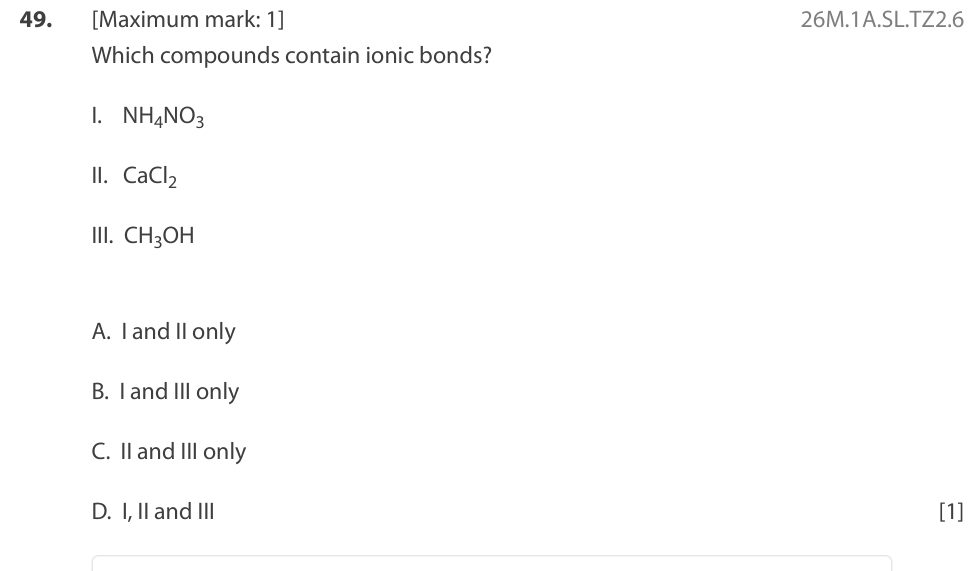 49. [Maximum mark: 1] 26M.1A.SL.TZ2.6
Which compounds contain ionic bonds?
I. NH₄NO₃
II. CaCl₂
III. CH₃OH
A. I and II only
B. I and III only
C. II and III only
D. I, II and III [1]